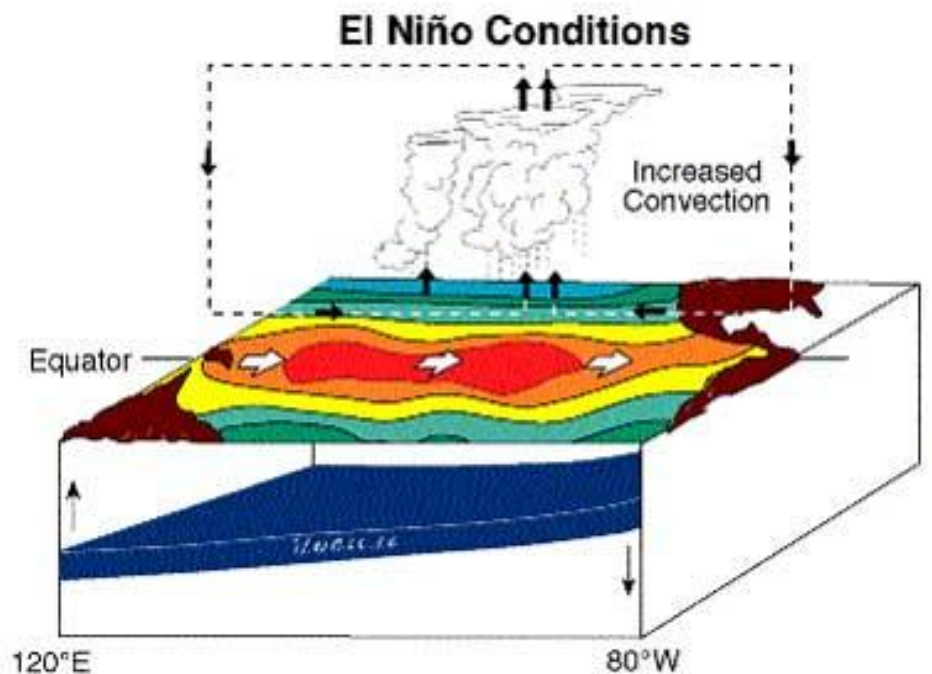 El Niño Conditions
Increased
Convection
Equator
120°E
80°W